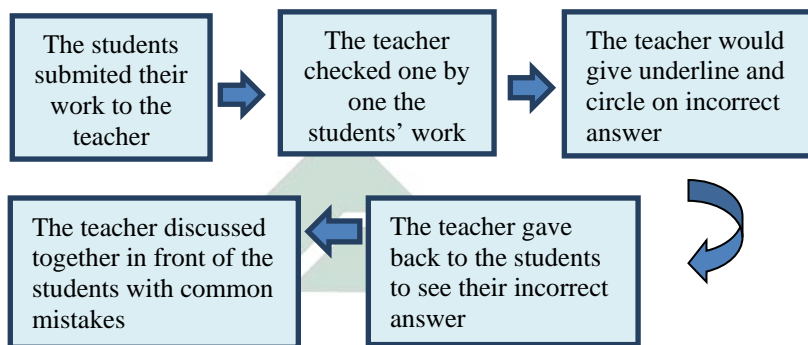 The students
submited their
work to the
teacher
The teacher
checked one by
one the
students’ work
The teacher would
give underline and
circle on incorrect
answer
The teacher gave
back to the students
to see their incorrect
answer
The teacher discussed
together in front of the
students with common
mistakes